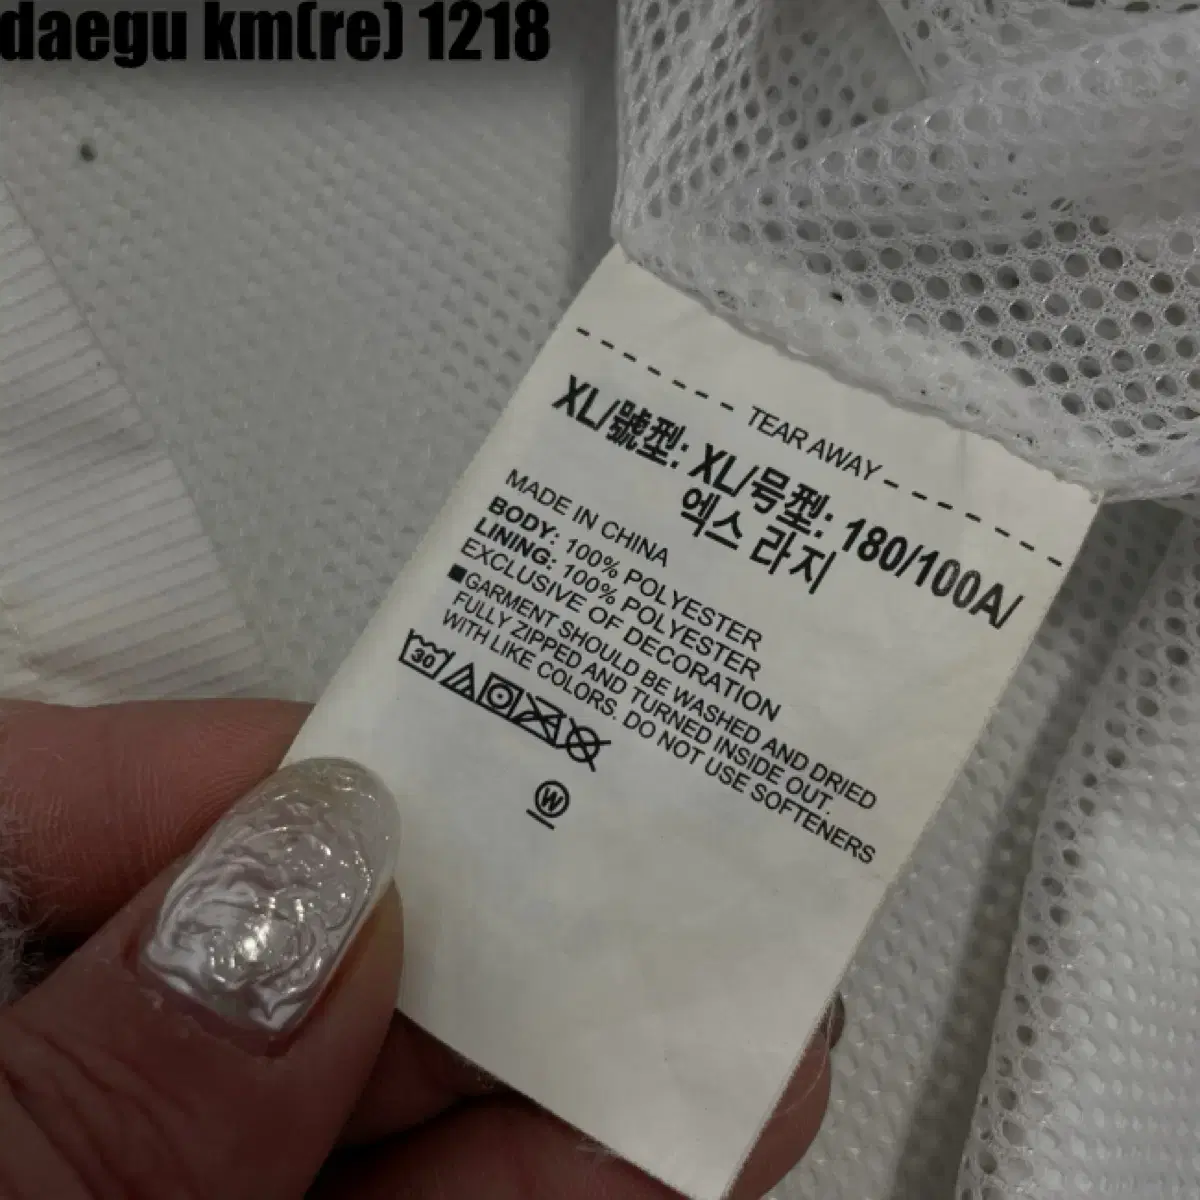 daegu km(re) 1218
TEAR AWAY
XL/號型: XL/号型: 180/100A/
엑스 라지
MADE IN CHINA
BODY: 100% POLYESTER
LINING: 100% POLYESTER
EXCLUSIVE OF DECORATION
■GARMENT SHOULD BE WASHED AND DRIED
FULLY ZIPPED AND TURNED INSIDE OUT.
WITH LIKE COLORS. DO NOT USE SOFTENERS
30
W